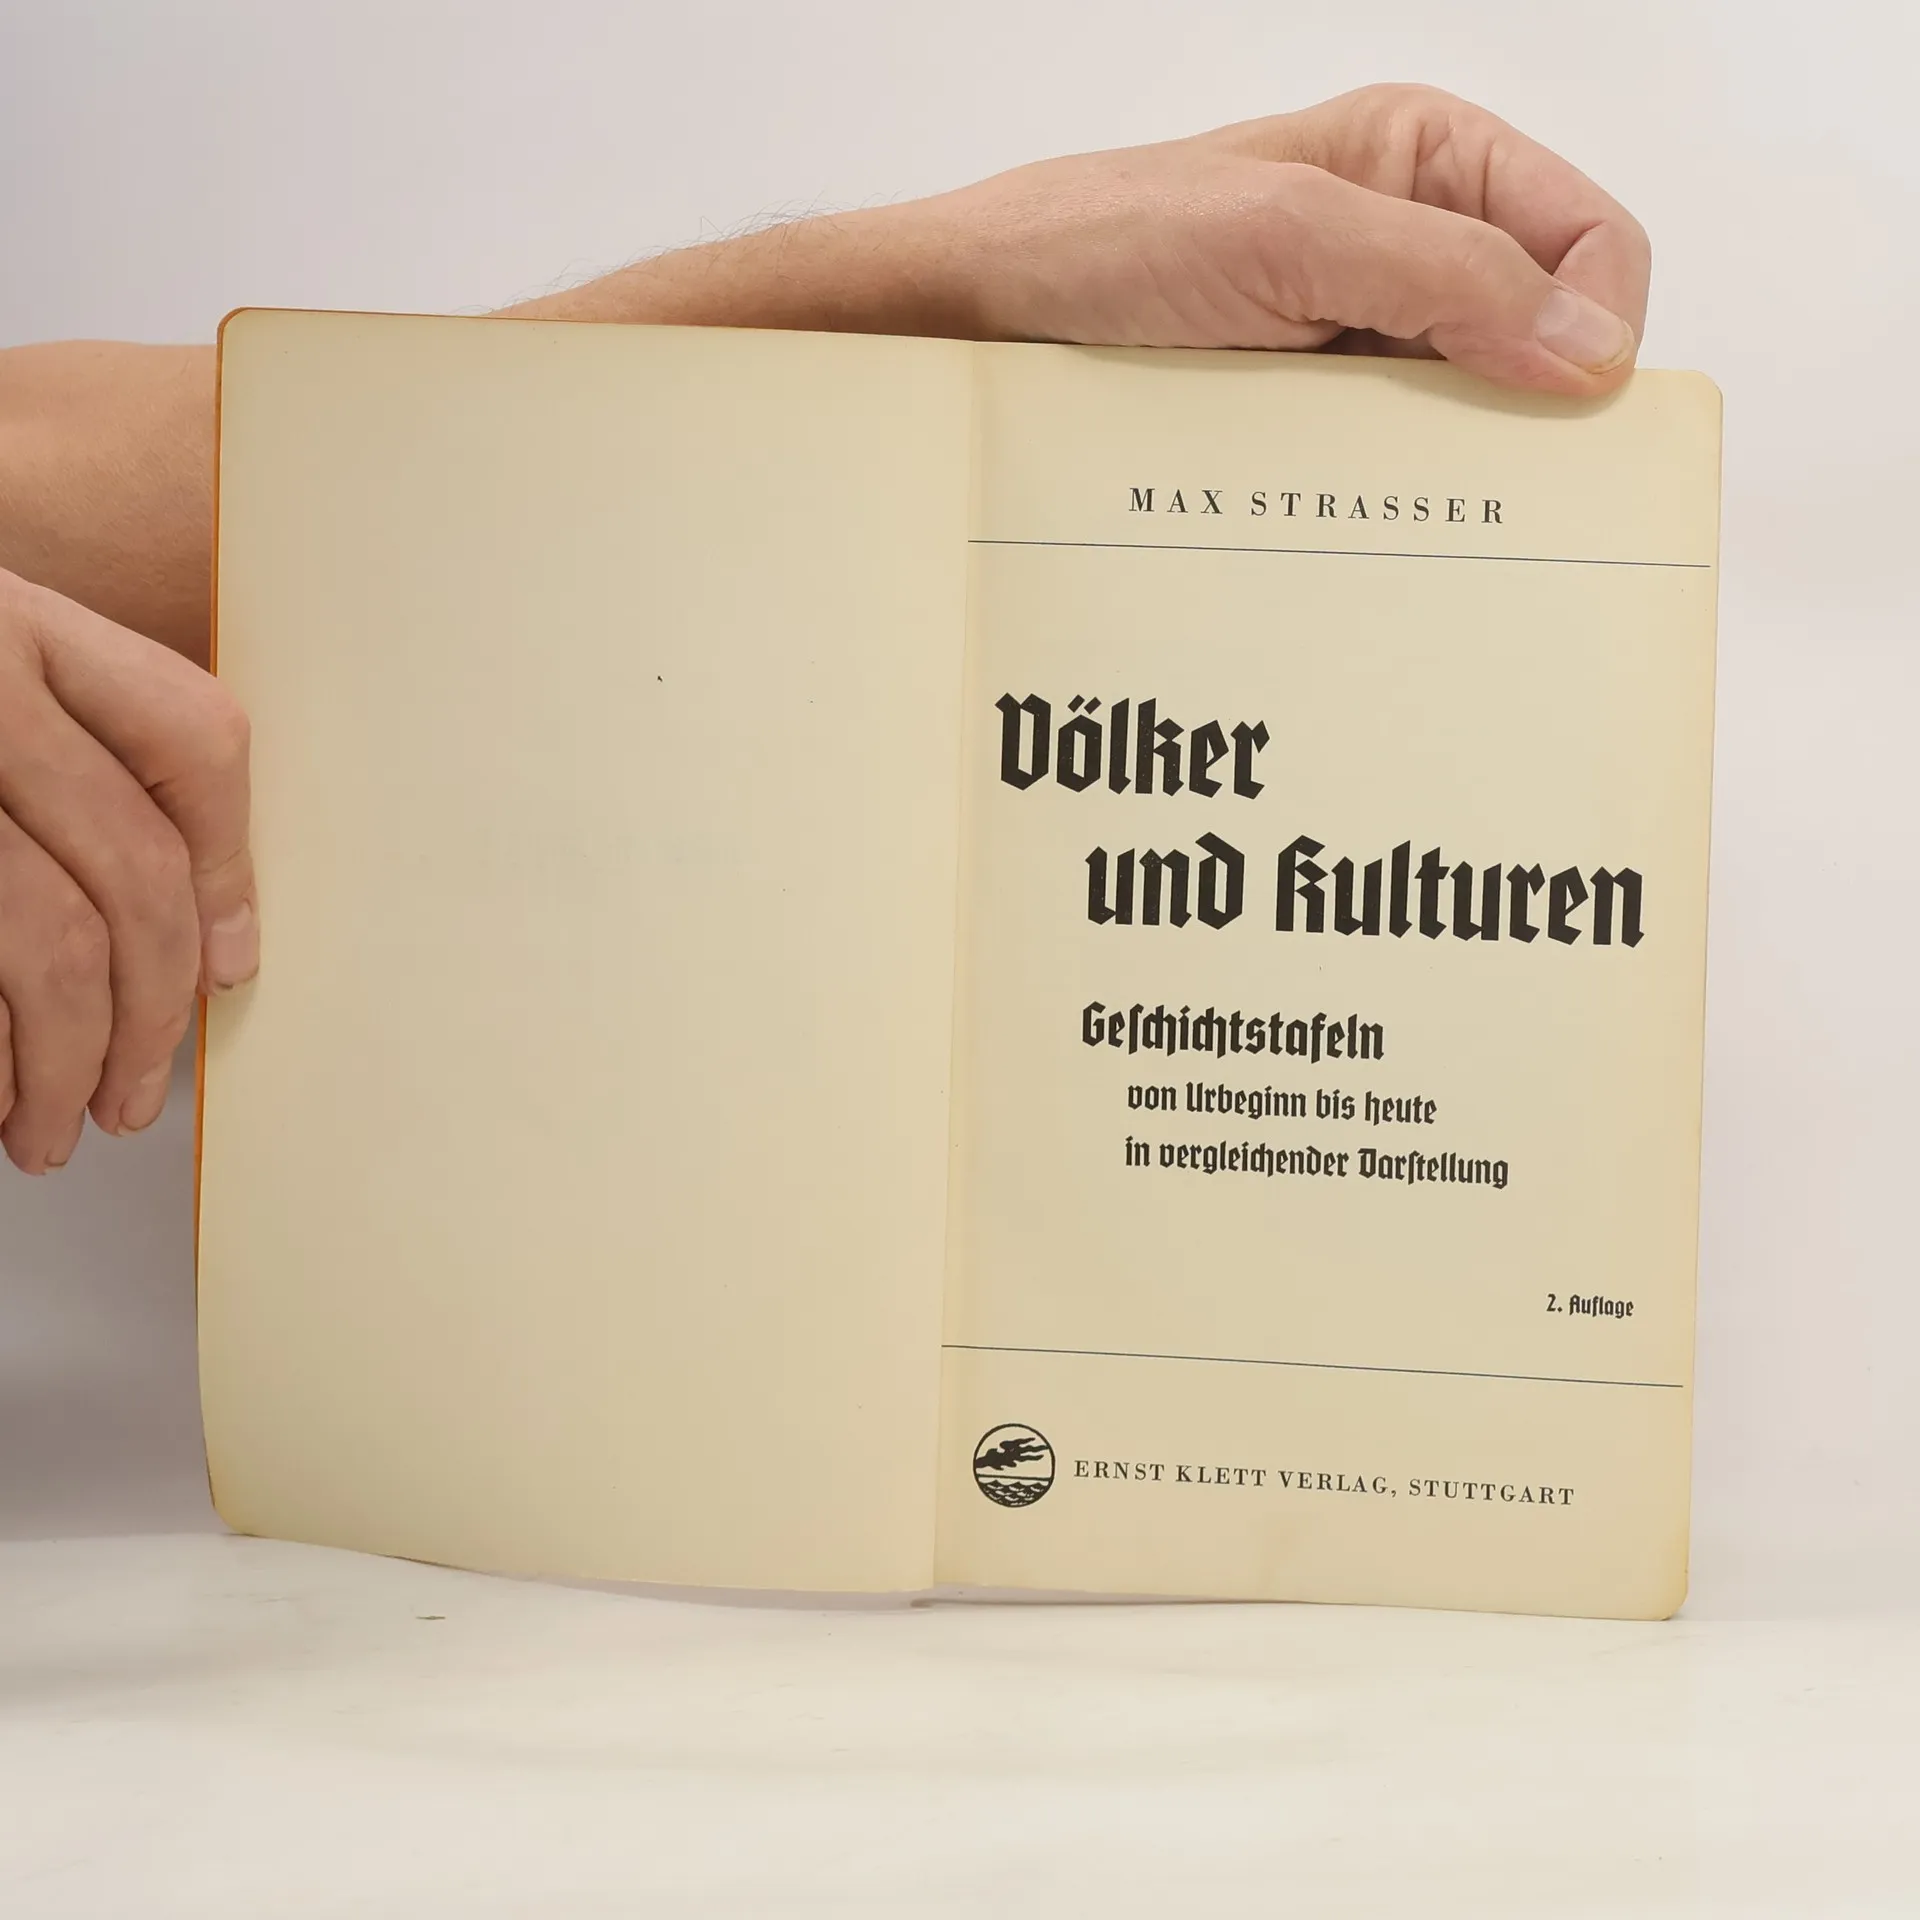 MAX STRASSER
Völker
und Kulturen
Geſchichtstafeln
von Urbeginn bis heute
in vergleichender Darſtellung
2. Auflage
ERNST KLETT VERLAG, STUTTGART